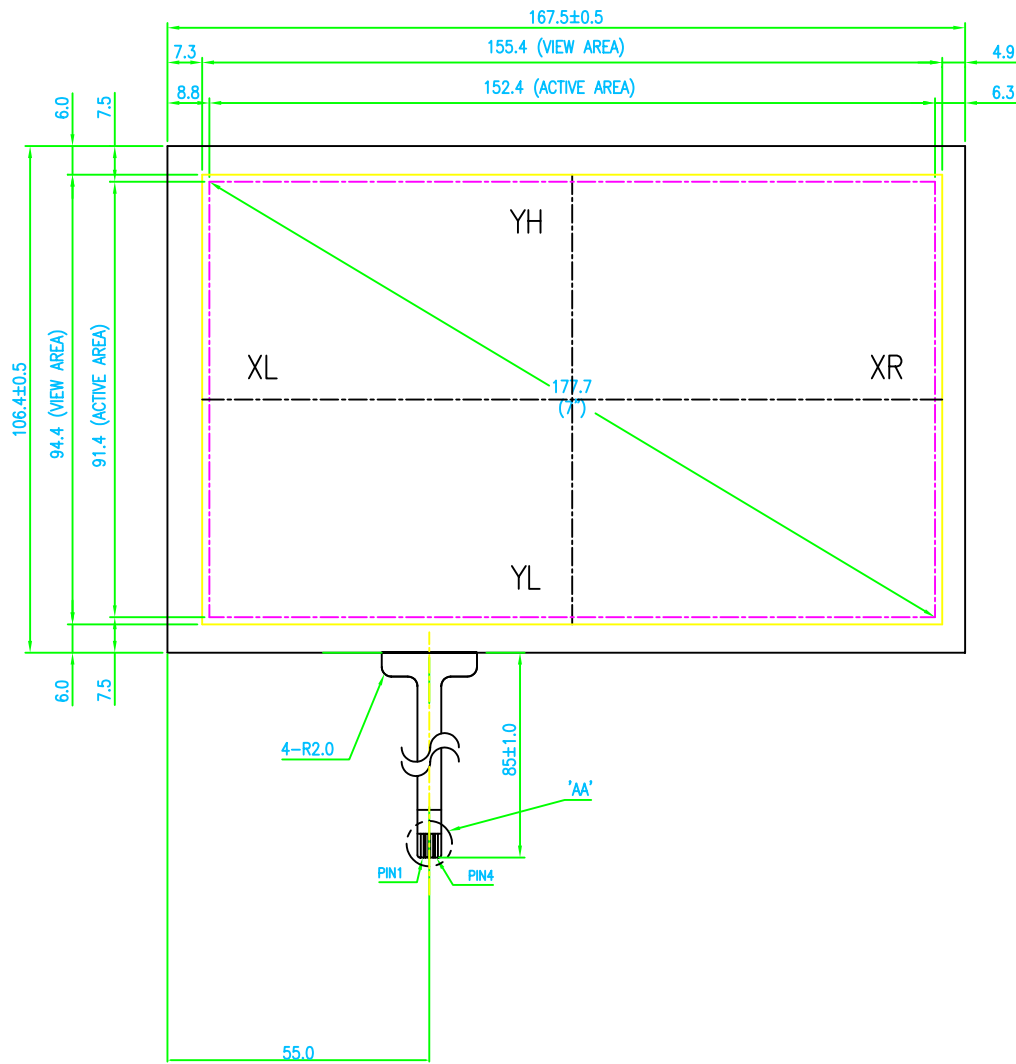 167.5±0.5
7.3
155.4 (VIEW AREA)
4.9
8.8
152.4 (ACTIVE AREA)
6.3
6.0
7.5
YH
XL
XR
177.7
(7")
106.4±0.5
94.4 (VIEW AREA)
91.4 (ACTIVE AREA)
YL
6.0
7.5
4-R2.0
85±1.0
'AA'
PIN1
PIN4
55.0